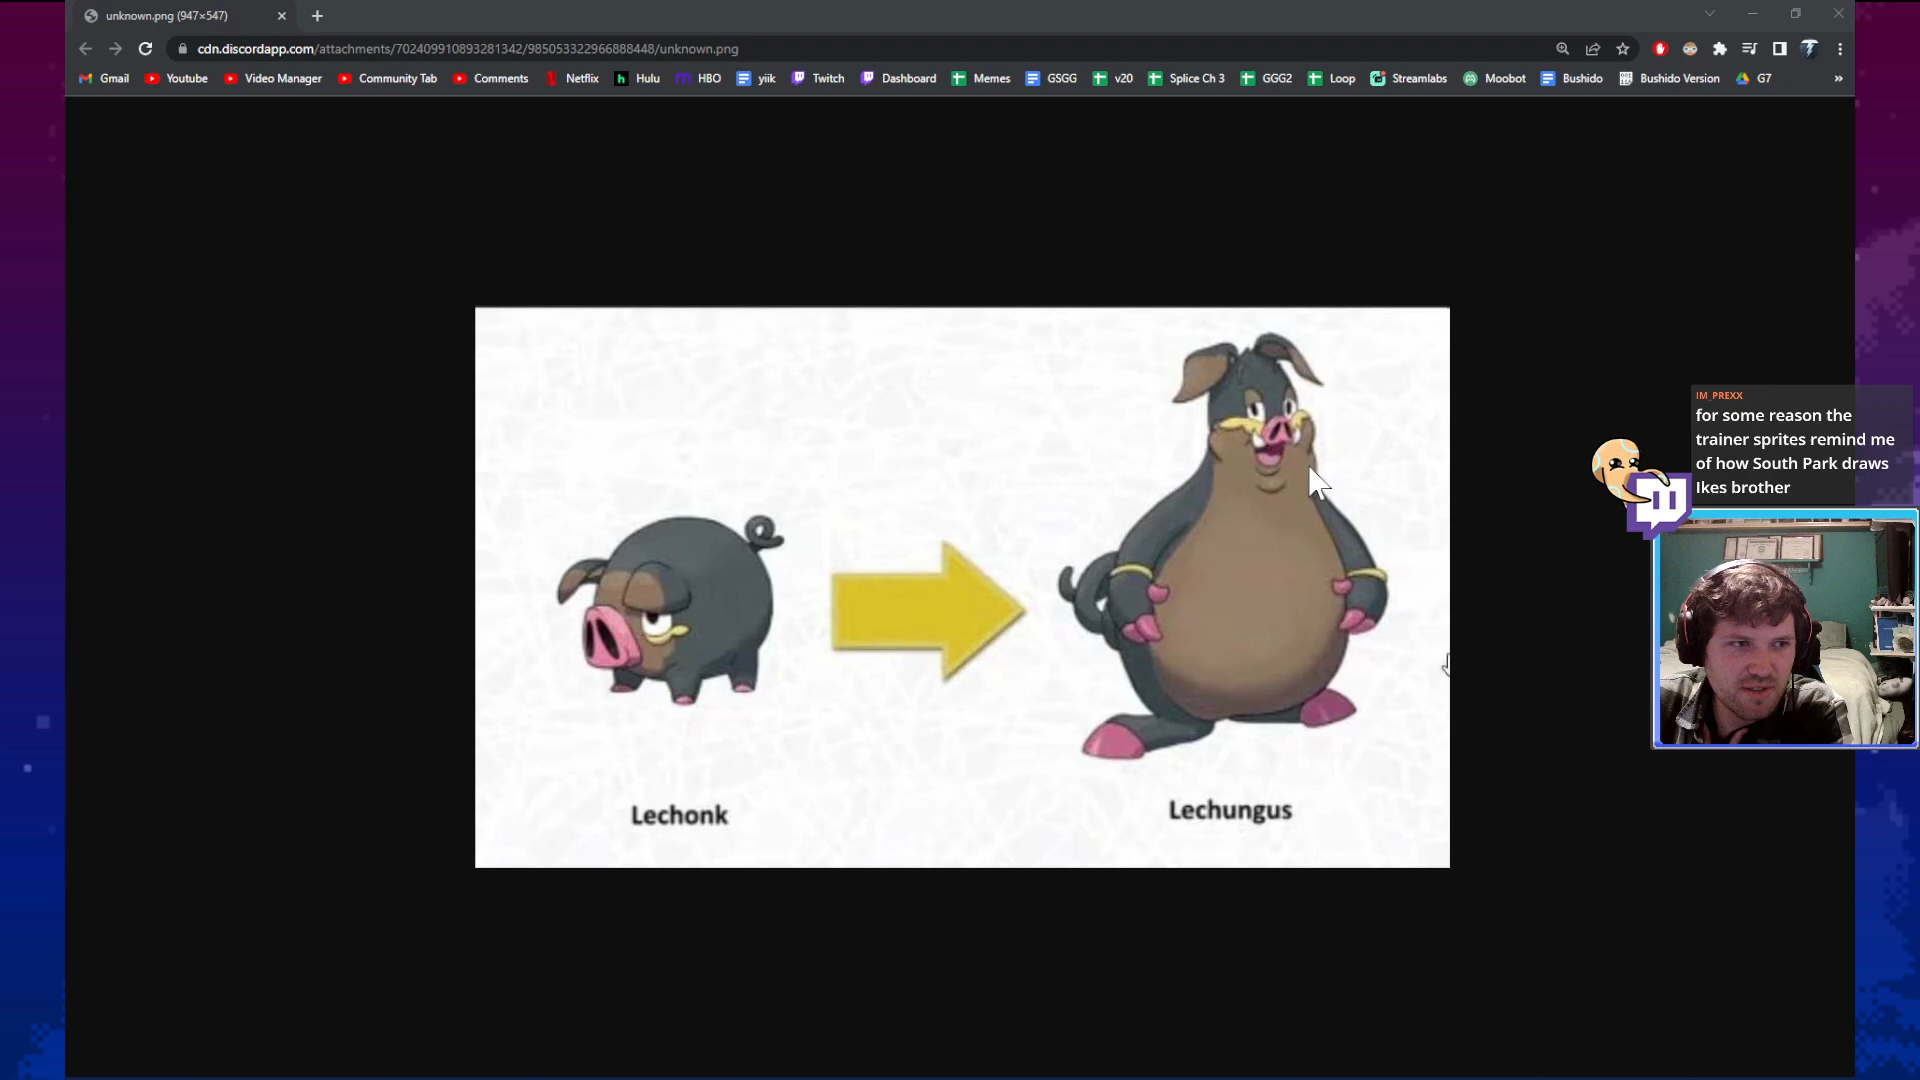 unknown.png (947×547)
cdn.discordapp.com/attachments/702409910893281342/985053322966888448/unknown.png
Gmail Youtube Video Manager Community Tab Comments Netflix Hulu HBO yiik Twitch Dashboard Memes GSGG v20 Splice Ch 3 GGG2 Loop Streamlabs Moobot Bushido Bushido Version G7 »
IM_PREXX
for some reason the
trainer sprites remind me
of how South Park draws
Ikes brother
Lechonk
Lechungus